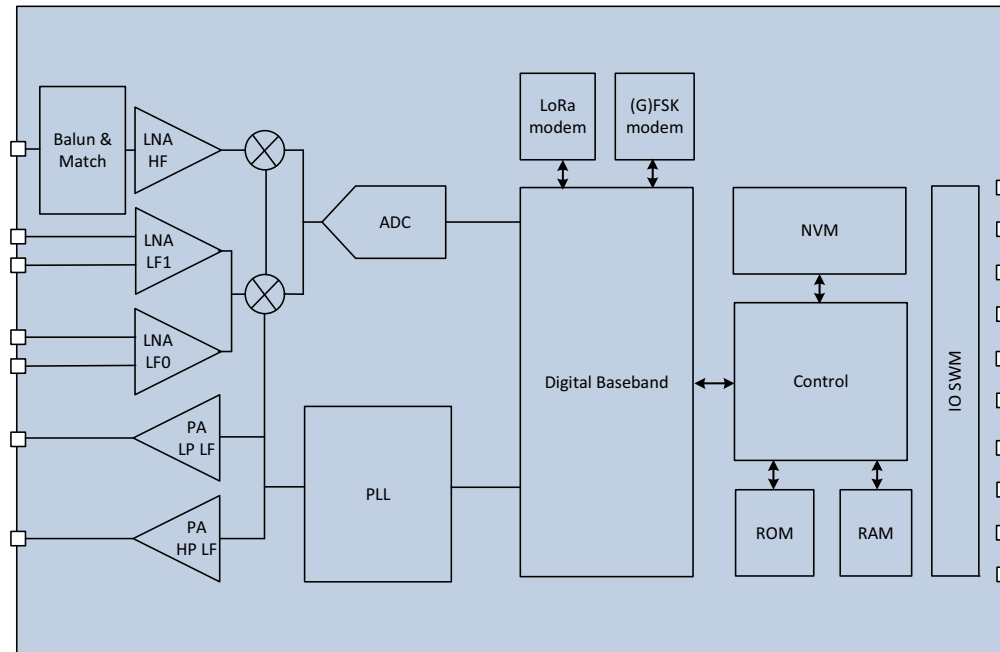 LoRa
modem
(G)FSK
modem
Balun &
Match
LNA
HF
LNA
LF1
LNA
LF0
ADC
NVM
Digital Baseband
Control
IO SWM
PA
LP LF
PLL
PA
HP LF
ROM
RAM